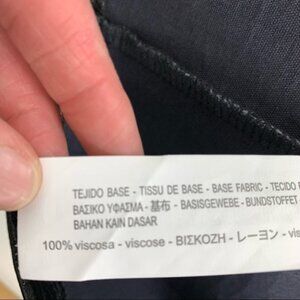 TEJIDO BASE - TISSU DE BASE - BASE FABRIC - TECIDO
ΒΑΣΙΚΟ ΥΦΑΣΜΑ - 基布 - BASISGEWEBE - BUNDSTOFFET
BAHAN KAIN DASAR
100% viscosa - viscose - ΒΙΣΚΟΖΗ - レーヨン - vis